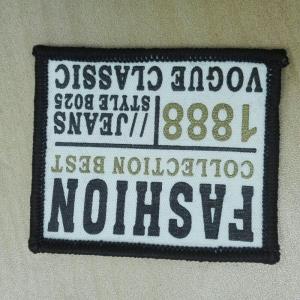 FASHION
COLLECTION BEST
1888 //JEANS
STYLE B025
VOGUE CLASSIC